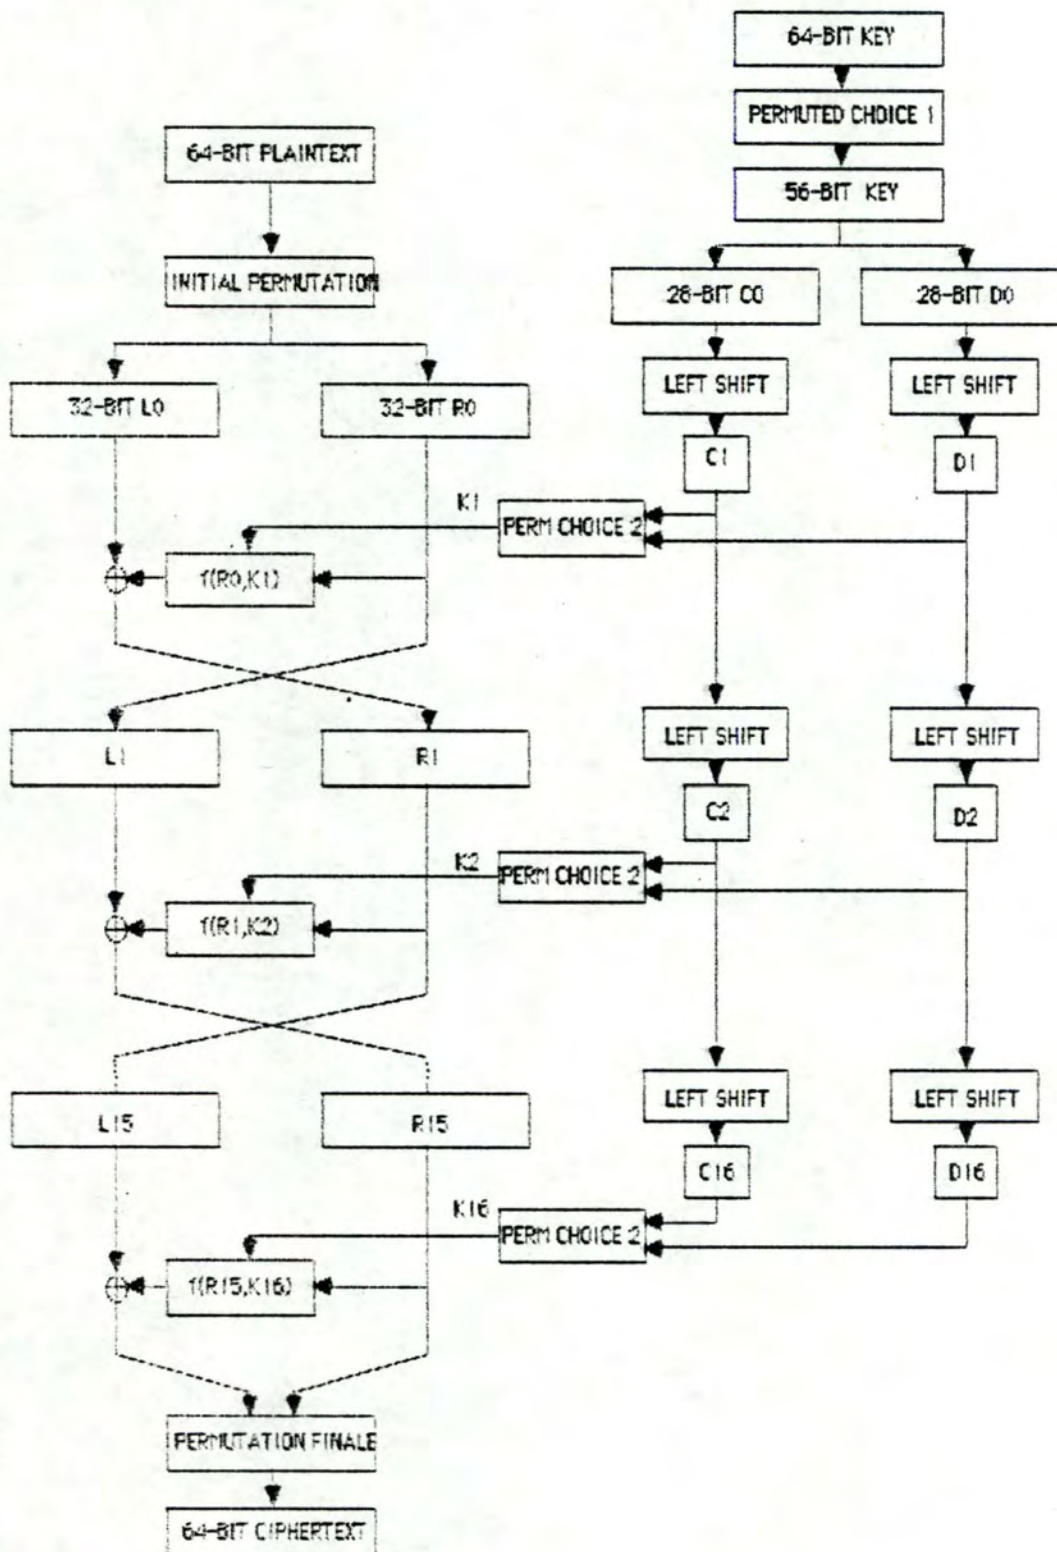 64-BIT KEY
PERMUTED CHOICE 1
64-BIT PLAINTEXT
56-BIT KEY
INITIAL PERMUTATION
28-BIT C0
28-BIT D0
LEFT SHIFT
LEFT SHIFT
32-BIT L0
32-BIT R0
C1
D1
K1
PERM CHOICE 2
f(R0,K1)
L1
R1
LEFT SHIFT
LEFT SHIFT
C2
D2
K2
PERM CHOICE 2
f(R1,K2)
LEFT SHIFT
LEFT SHIFT
L15
R15
C16
D16
K16
PERM CHOICE 2
f(R15,K16)
PERMUTATION FINALE
64-BIT CIPHERTEXT